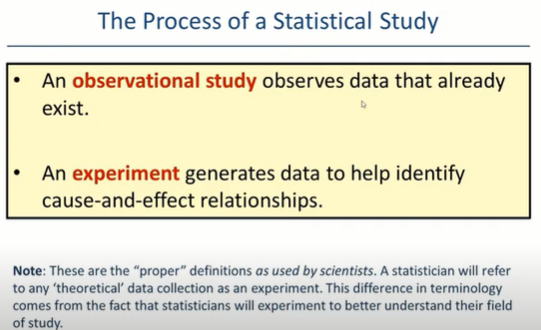 The Process of a Statistical Study
• An observational study observes data that already
exist.
• An experiment generates data to help identify
cause-and-effect relationships.
Note: These are the “proper” definitions as used by scientists. A statistician will refer
to any ‘theoretical’ data collection as an experiment. This difference in terminology
comes from the fact that statisticians will experiment to better understand their field
of study.